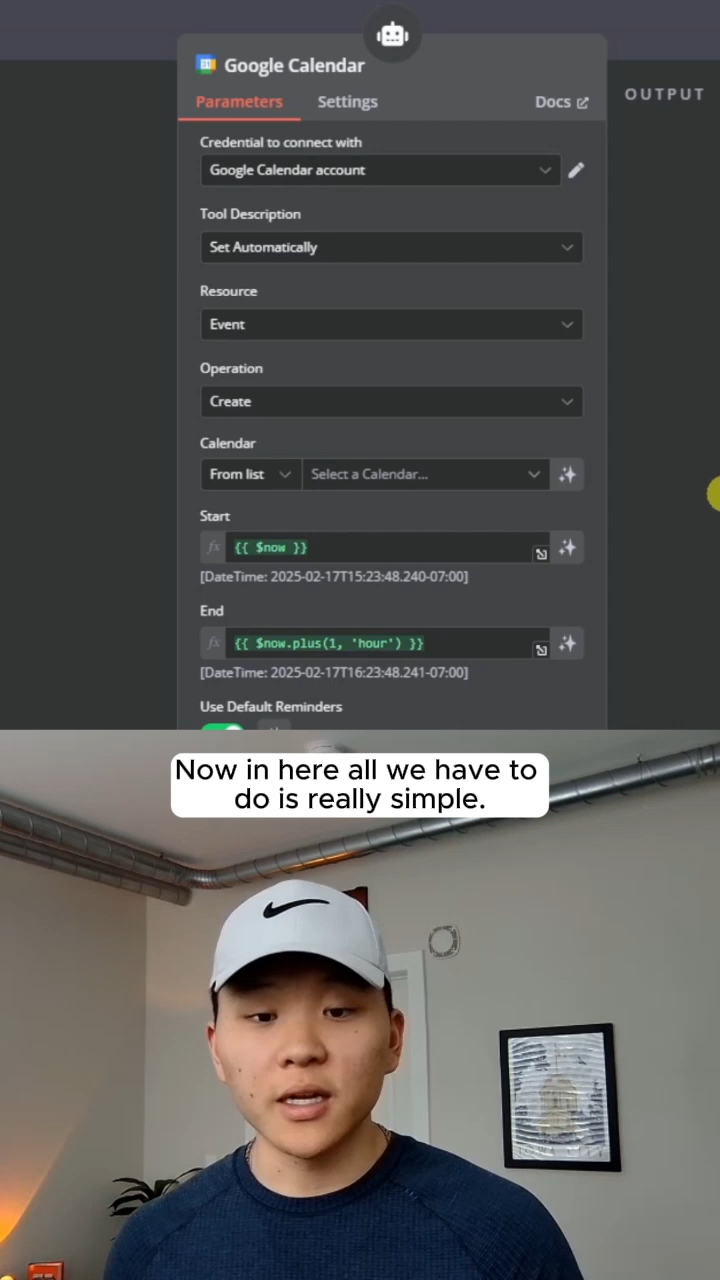 Google Calendar
Parameters Settings Docs
OUTPUT
Credential to connect with
Google Calendar account
Tool Description
Set Automatically
Resource
Event
Operation
Create
Calendar
From list Select a Calendar...
Start
fx {{ $now }}
[DateTime: 2025-02-17T15:23:48.240-07:00]
End
fx {{ $now.plus(1, 'hour') }}
[DateTime: 2025-02-17T16:23:48.241-07:00]
Use Default Reminders
Now in here all we have to
do is really simple.